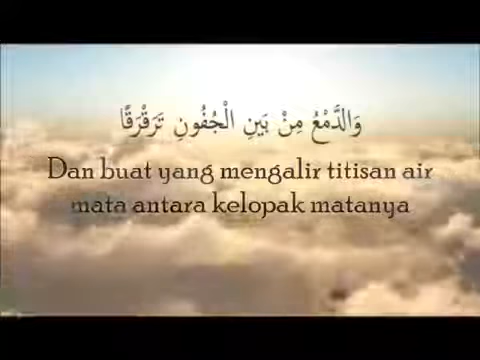 وَالدَّمْعُ مِنْ بَيْنِ الْجُفُونِ تَرَقْرَقًا
Dan buat yang mengalir titisan air
mata antara kelopak matanya